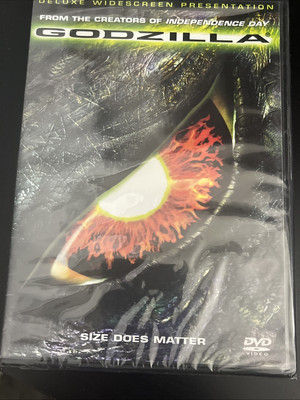 DELUXE WIDESCREEN PRESENTATION
FROM THE CREATORS OF INDEPENDENCE DAY
GODZILLA
SIZE DOES MATTER
DVD
VIDEO